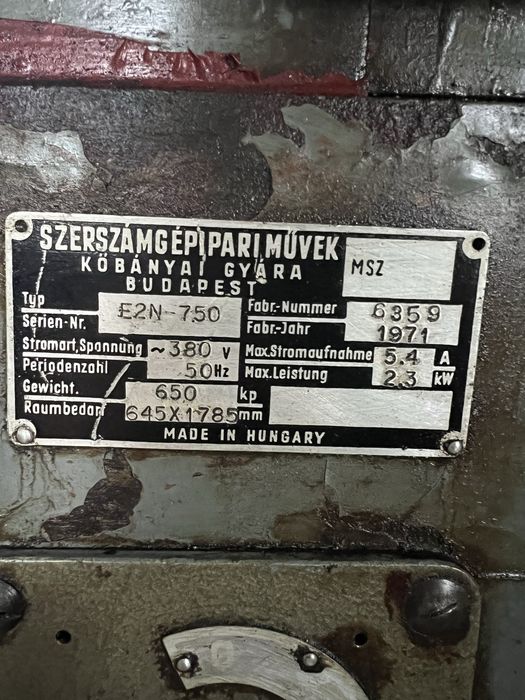 SZERSZÁMGÉPIPARI MŰVEK
KŐBÁNYAI GYÁRA
BUDAPEST
MSZ
Typ
Serien-Nr. E2N-750
Fabr.-Nummer 6359
Fabr.-Jahr 1971
Stromart,Spannung ~380 V
Periodenzahl 50Hz
Max.Stromaufnahme 5.4 A
Max.Leistung 2,3 kW
Gewicht. 650 kp
Raumbedarf 645X1785mm
MADE IN HUNGARY